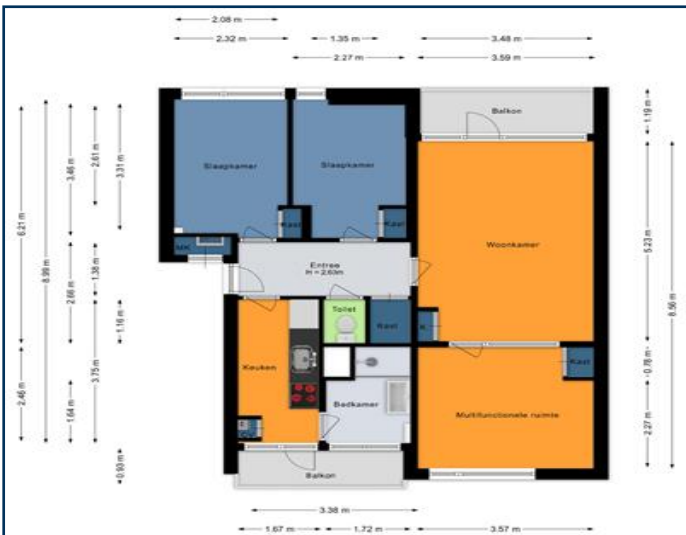 2.08 m
1.35 m
3.48 m
2.32 m
2.27 m
3.59 m
Balkon
1.19 m
Slaapkamer
Slaapkamer
6.21 m
8.99 m
3.46 m
2.61 m
3.31 m
Kast
Kast
MK
Woonkamer
5.23 m
8.50 m
Entree
H = 2.63m
2.66 m
1.38 m
1.16 m
Toilet
Kast
K
Keuken
2.46 m
1.64 m
3.75 m
Badkamer
Kast
0.78 m
Multifunctionele ruimte
2.27 m
0.93 m
Balkon
3.38 m
1.67 m
1.72 m
3.57 m